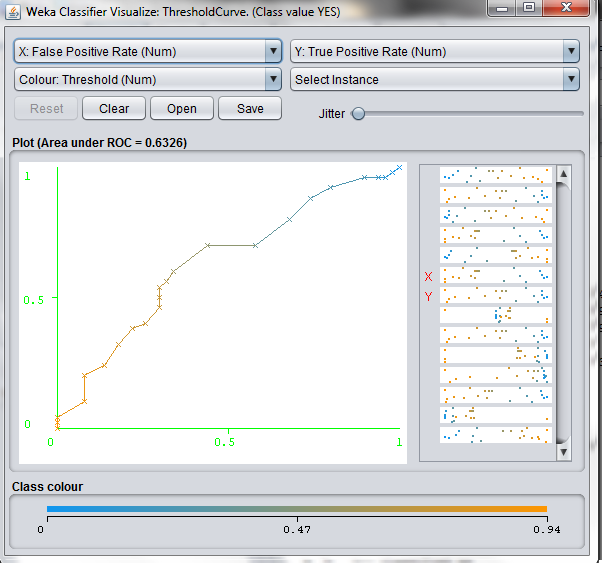 Weka Classifier Visualize: ThresholdCurve. (Class value YES)
X: False Positive Rate (Num) Y: True Positive Rate (Num)
Colour: Threshold (Num) Select Instance
Reset Clear Open Save Jitter
Plot (Area under ROC = 0.6326)
1
X
Y
0.5
0
0 0.5 1
Class colour
0 0.47 0.94